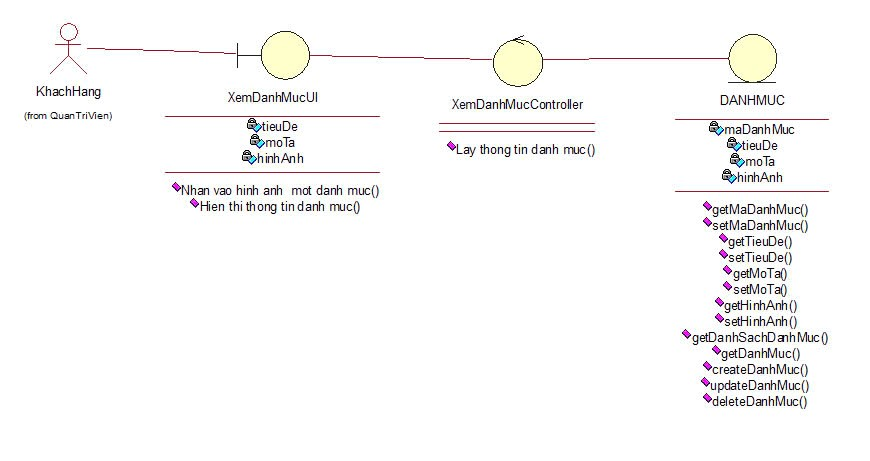 KhachHang
(from QuanTriVien)
XemDanhMucUI
tieuDe
moTa
hinhAnh
Nhan vao hinh anh mot danh muc()
Hien thi thong tin danh muc()
XemDanhMucController
Lay thong tin danh muc()
DANHMUC
maDanhMuc
tieuDe
moTa
hinhAnh
getMaDanhMuc()
setMaDanhMuc()
getTieuDe()
setTieuDe()
getMoTa()
setMoTa()
getHinhAnh()
setHinhAnh()
getDanhSachDanhMuc()
getDanhMuc()
createDanhMuc()
updateDanhMuc()
deleteDanhMuc()